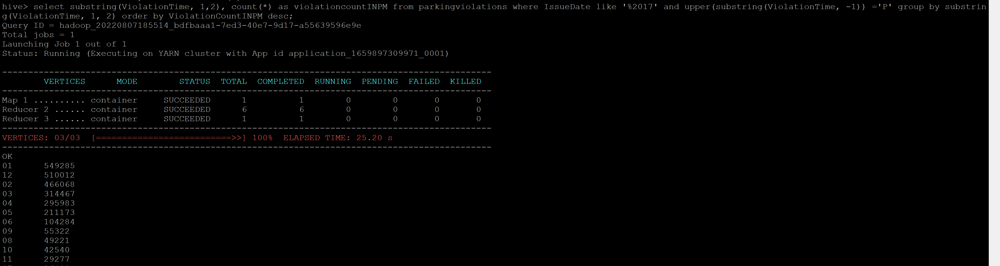 hive> select substring(ViolationTime, 1,2), count(*) as violationcountINPM from parkingviolations where IssueDate like '%2017' and upper(substring(ViolationTime, -1)) ='P' group by substrin
g(ViolationTime, 1, 2) order by ViolationCountINPM desc;
Query ID = hadoop_20220807185514_bdfbaaa1-7ed3-40e7-9d17-a55639596e9e
Total jobs = 1
Launching Job 1 out of 1
Status: Running (Executing on YARN cluster with App id application_1659897309971_0001)
----------------------------------------------------------------------------------------------
        VERTICES      MODE        STATUS  TOTAL  COMPLETED  RUNNING  PENDING  FAILED  KILLED
----------------------------------------------------------------------------------------------
Map 1 .......... container     SUCCEEDED      1          1        0        0       0       0
Reducer 2 ...... container     SUCCEEDED      6          6        0        0       0       0
Reducer 3 ...... container     SUCCEEDED      1          1        0        0       0       0
----------------------------------------------------------------------------------------------
VERTICES: 03/03  [==========================>>] 100%  ELAPSED TIME: 25.20 s
----------------------------------------------------------------------------------------------
OK
01      549285
12      510012
02      466068
03      314467
04      295983
05      211173
06      104284
09      55322
08      49221
10      42540
11      29277